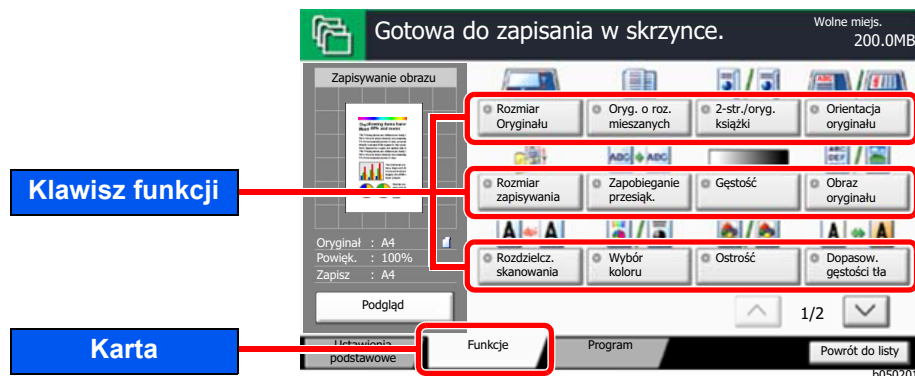 Gotowa do zapisania w skrzynce.
Wolne miejs.
200.0MB
Zapisywanie obrazu
Rozmiar
Oryginału
Oryg. o roz.
mieszanych
2-str./oryg.
książki
Orientacja
oryginału
Klawisz funkcji
Rozmiar
zapisywania
Zapobieganie
przesiąk.
Gęstość
Obraz
oryginału
Oryginał : A4
Powięk. : 100%
Zapisz : A4
Rozdzielcz.
skanowania
Wybór
koloru
Ostrość
Dopasow.
gęstości tła
Podgląd
1/2
Karta
Ustawienia
podstawowe
Funkcje
Program
Powrót do listy